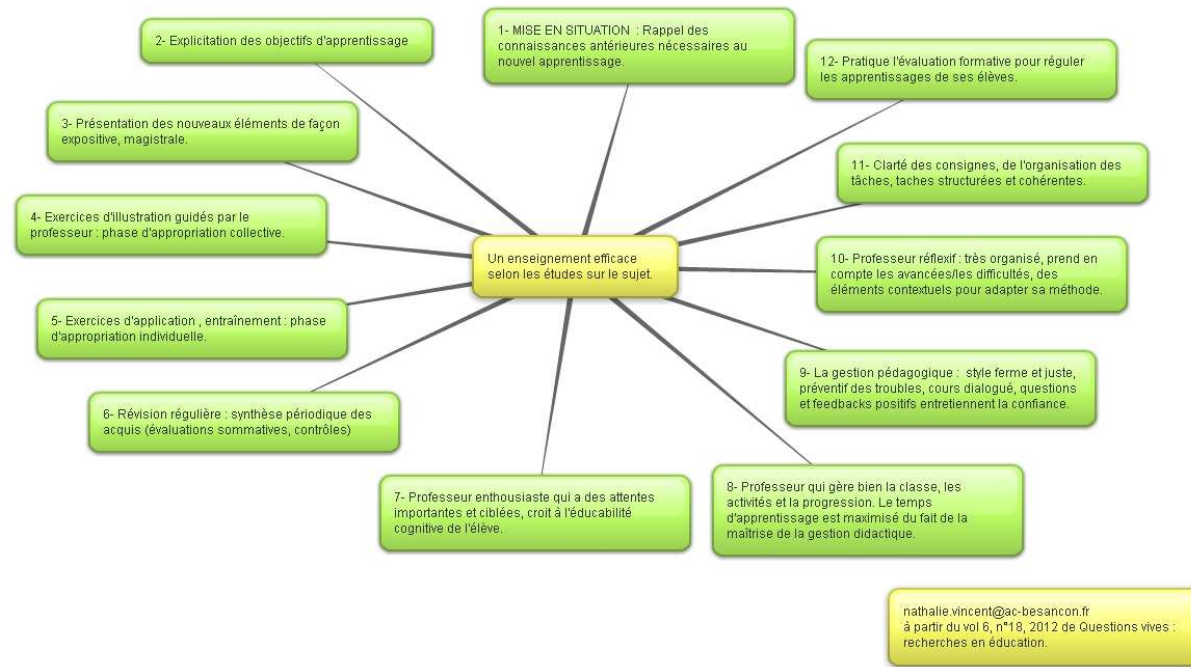 1- MISE EN SITUATION : Rappel des
connaissances antérieures nécessaires au
nouvel apprentissage.
2- Explicitation des objectifs d'apprentissage
3- Présentation des nouveaux éléments de façon
expositive, magistrale.
4- Exercices d'illustration guidés par le
professeur : phase d'appropriation collective.
5- Exercices d'application , entraînement : phase
d'appropriation individuelle.
6- Révision régulière : synthèse périodique des
acquis (évaluations sommatives, contrôles)
7- Professeur enthousiaste qui a des attentes
importantes et ciblées, croit à l'éducabilité
cognitive de l'élève.
8- Professeur qui gère bien la classe, les
activités et la progression. Le temps
d'apprentissage est maximisé du fait de la
maîtrise de la gestion didactique.
9- La gestion pédagogique : style ferme et juste,
préventif des troubles, cours dialogué, questions
et feedbacks positifs entretiennent la confiance.
10- Professeur réflexif : très organisé, prend en
compte les avancées/les difficultés, des
éléments contextuels pour adapter sa méthode.
11- Clarté des consignes, de l'organisation des
tâches, taches structurées et cohérentes.
12- Pratique l'évaluation formative pour réguler
les apprentissages de ses élèves.
Un enseignement efficace
selon les études sur le sujet.
nathalie.vincent@ac-besancon.fr
à partir du vol 6, n°18, 2012 de Questions vives :
recherches en éducation.